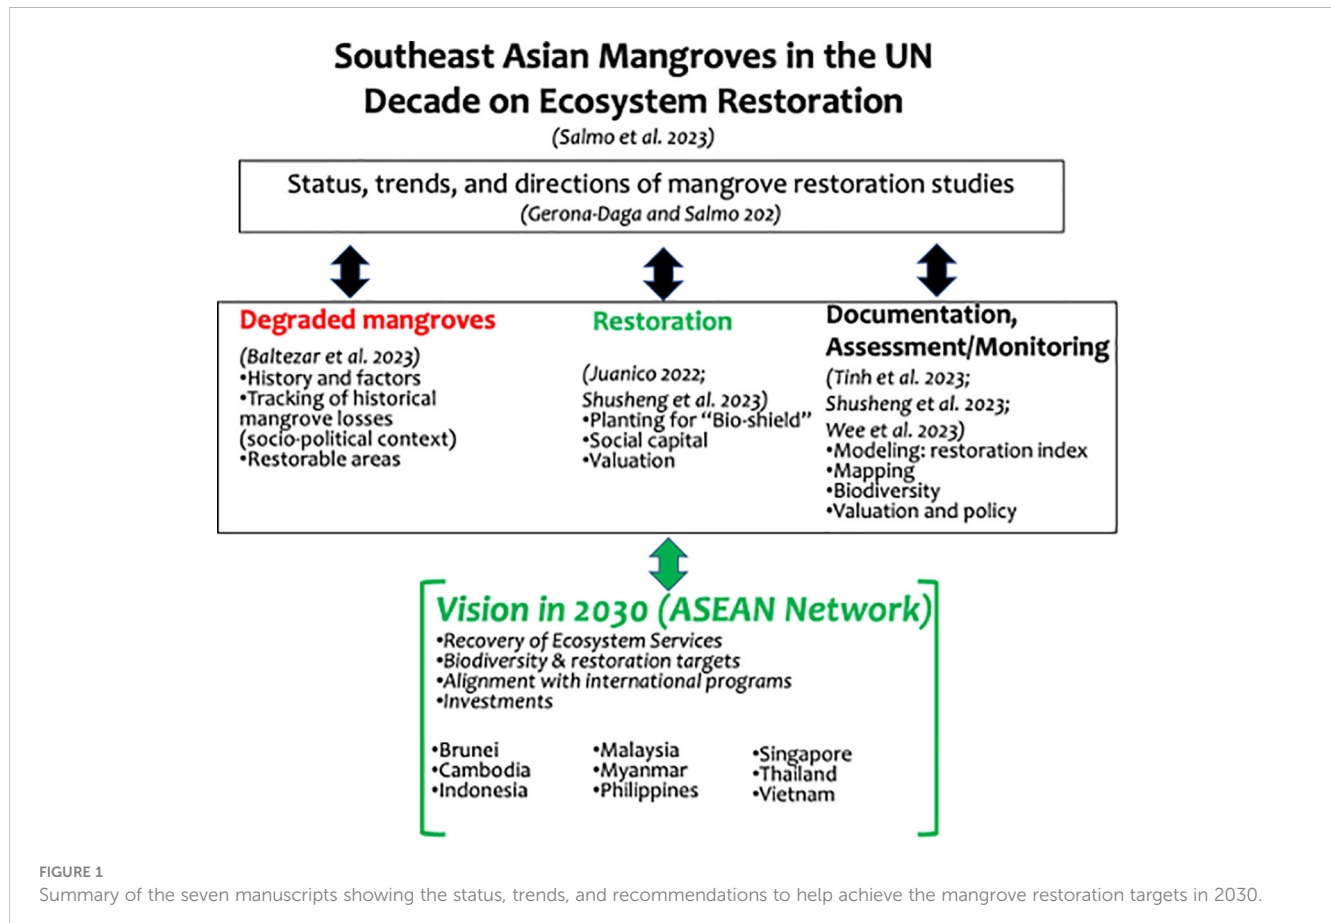 Southeast Asian Mangroves in the UN
Decade on Ecosystem Restoration
(Salmo et al. 2023)
Status, trends, and directions of mangrove restoration studies
(Gerona-Daga and Salmo 202)
Degraded mangroves
(Baltezar et al. 2023)
•History and factors
•Tracking of historical
mangrove losses
(socio-political context)
•Restorable areas
Restoration
(Juanico 2022;
Shusheng et al. 2023)
•Planting for “Bio-shield”
•Social capital
•Valuation
Documentation,
Assessment/Monitoring
(Tinh et al. 2023;
Shusheng et al. 2023;
Wee et al. 2023)
•Modeling: restoration index
•Mapping
•Biodiversity
•Valuation and policy
Vision in 2030 (ASEAN Network)
•Recovery of Ecosystem Services
•Biodiversity & restoration targets
•Alignment with international programs
•Investments
•Brunei
•Cambodia
•Indonesia
•Malaysia
•Myanmar
•Philippines
•Singapore
•Thailand
•Vietnam
FIGURE 1
Summary of the seven manuscripts showing the status, trends, and recommendations to help achieve the mangrove restoration targets in 2030.